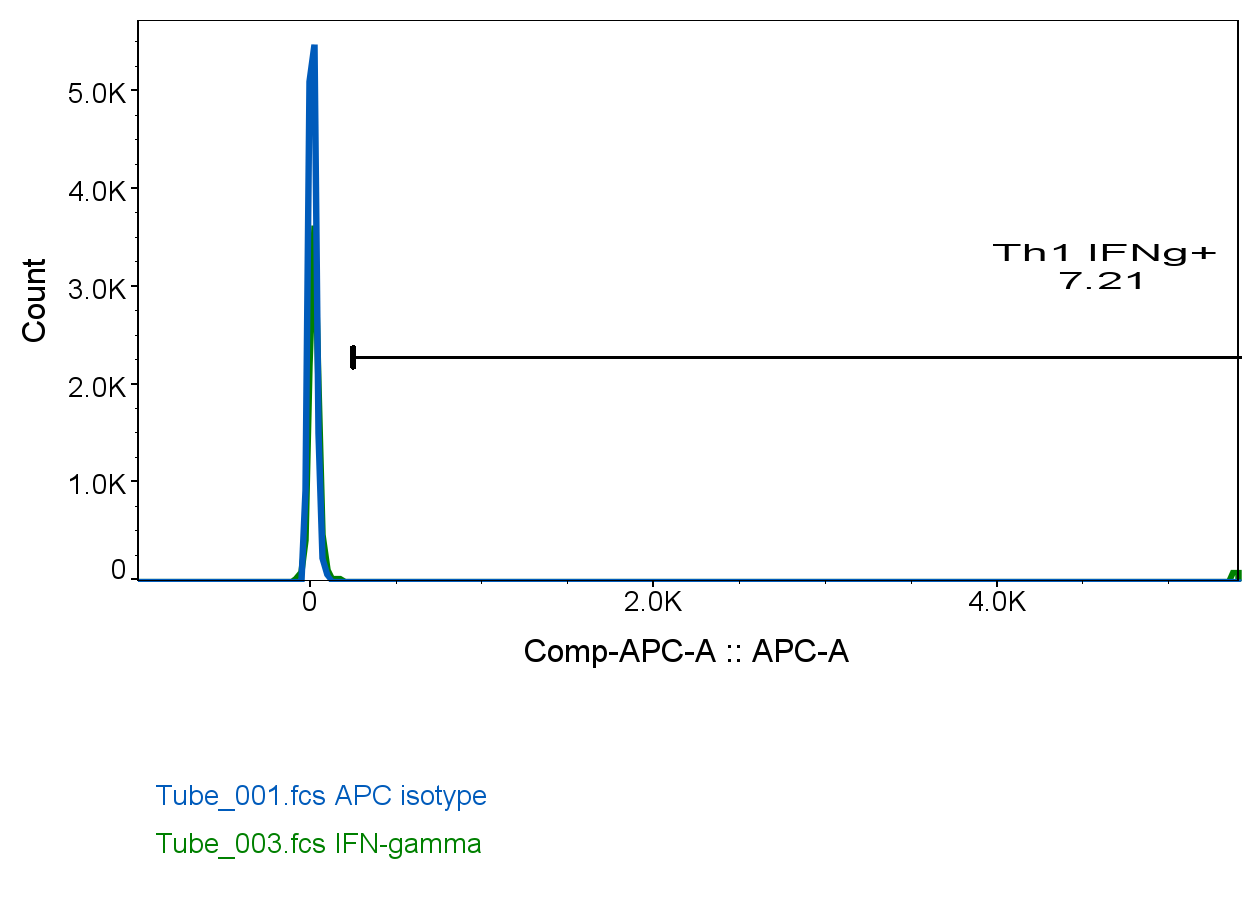 5.0K
4.0K
3.0K
2.0K
1.0K
0
Count
Th1 IFNg+
7.21
0 2.0K 4.0K
Comp-APC-A :: APC-A
Tube_001.fcs APC isotype
Tube_003.fcs IFN-gamma